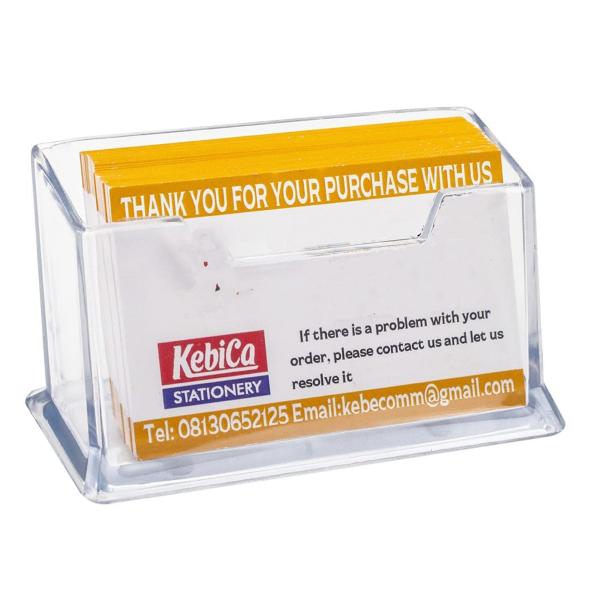 THANK YOU FOR YOUR PURCHASE WITH US
If there is a problem with your
order, please contact us and let us
resolve it
KebiCa
STATIONERY
Tel: 08130652125 Email:kebecomm@gmail.com